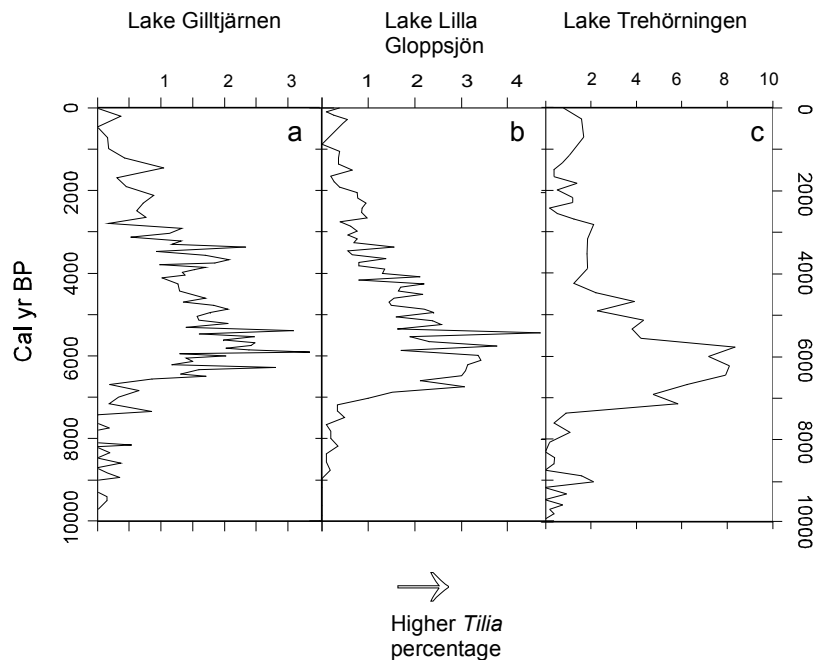 Lake Gilltjärnen
Lake Lilla
Gloppsjön
Lake Trehörningen
1 2 3
1 2 3 4
2 4 6 8 10
a
b
c
Cal yr BP
0
2000
4000
6000
8000
10000
0
2000
4000
6000
8000
10000
Higher Tilia
percentage